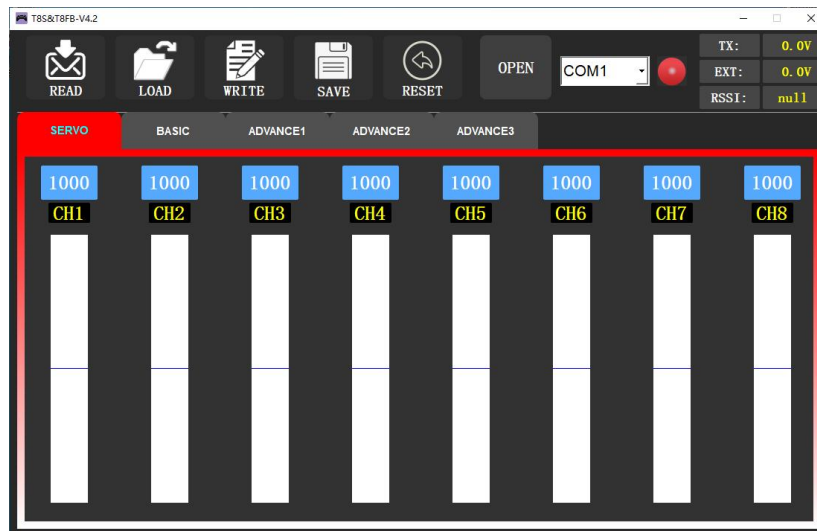 T8S&T8FB-V4.2
READ LOAD WRITE SAVE RESET OPEN COM1
TX: 0.0V
EXT: 0.0V
RSSI: null
SERVO BASIC ADVANCE1 ADVANCE2 ADVANCE3
1000 1000 1000 1000 1000 1000 1000 1000
CH1 CH2 CH3 CH4 CH5 CH6 CH7 CH8